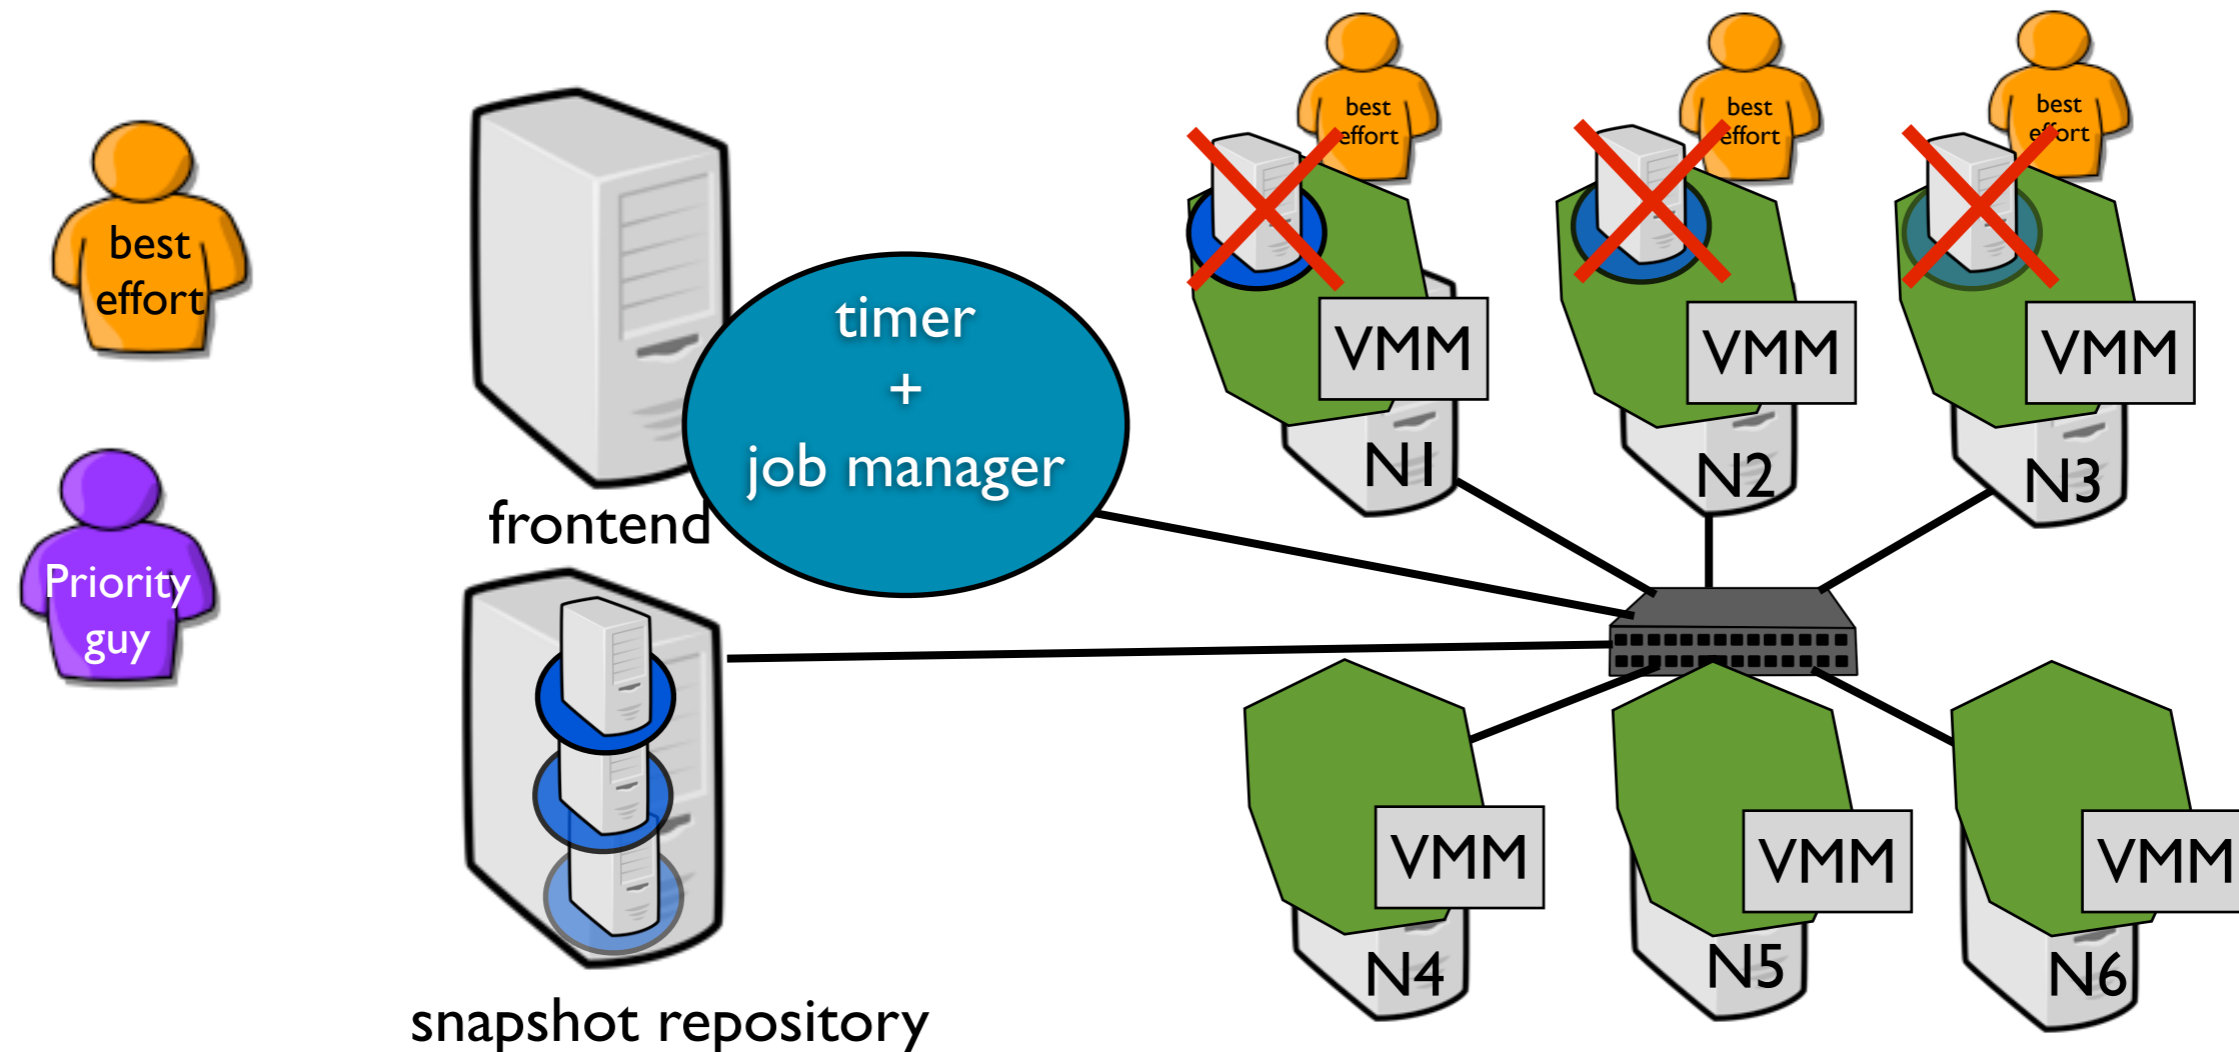 best
effort
Priority
guy
frontend
timer
+
job manager
snapshot repository
best
effort
best
effort
best
effort
VMM
VMM
VMM
N1
N2
N3
VMM
VMM
VMM
N4
N5
N6